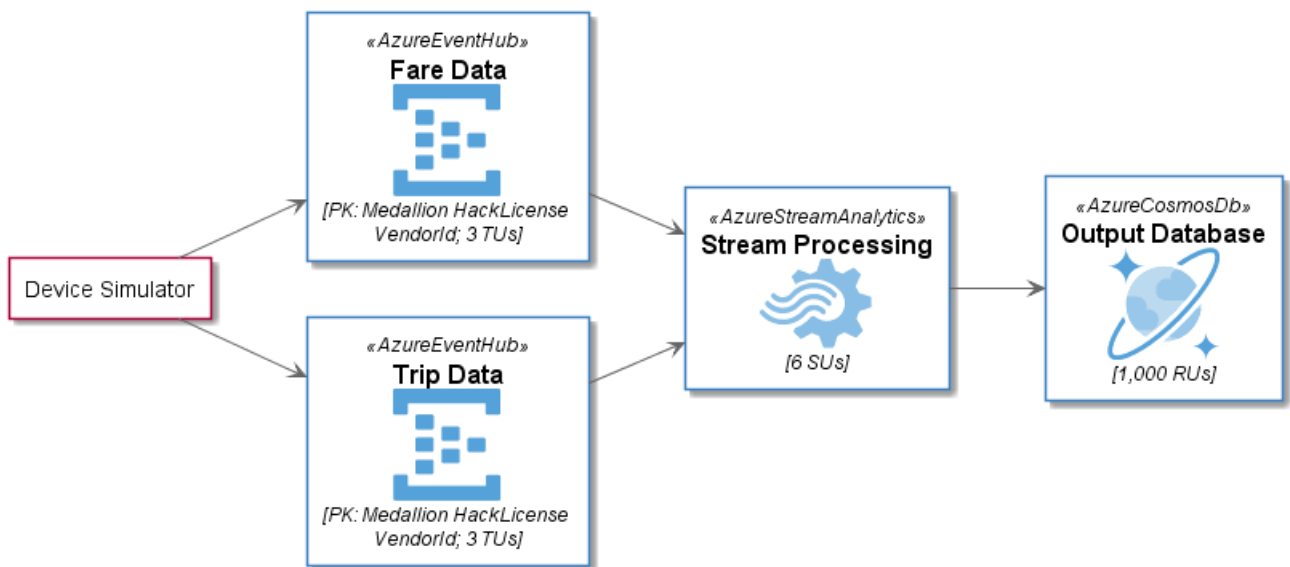 Device Simulator
«AzureEventHub»
Fare Data
[PK: Medallion HackLicense
VendorId; 3 TUs]
«AzureEventHub»
Trip Data
[PK: Medallion HackLicense
VendorId; 3 TUs]
«AzureStreamAnalytics»
Stream Processing
[6 SUs]
«AzureCosmosDb»
Output Database
[1,000 RUs]